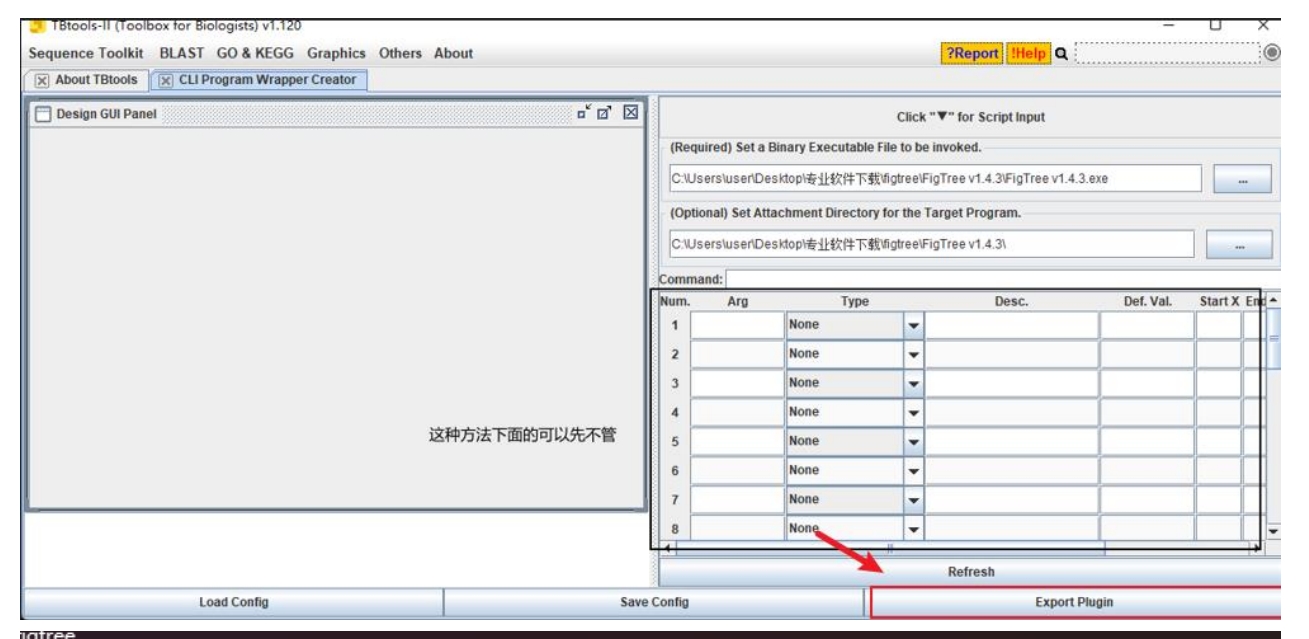 TBtools-II (Toolbox for Biologists) v1.120
Sequence Toolkit BLAST GO & KEGG Graphics Others About ?Report !Help
About TBtools CLI Program Wrapper Creator
Design GUI Panel
Click "▼" for Script Input
(Required) Set a Binary Executable File to be invoked.
C:\Users\user\Desktop\专业软件下载\figtree\FigTree v1.4.3\FigTree v1.4.3.exe ...
(Optional) Set Attachment Directory for the Target Program.
C:\Users\user\Desktop\专业软件下载\figtree\FigTree v1.4.3\ ...
Command:
Num. Arg Type Desc. Def. Val. Start X End
1 None
2 None
3 None
4 None
这种方法下面的可以先不管
5 None
6 None
7 None
8 None
Refresh
Load Config Save Config Export Plugin